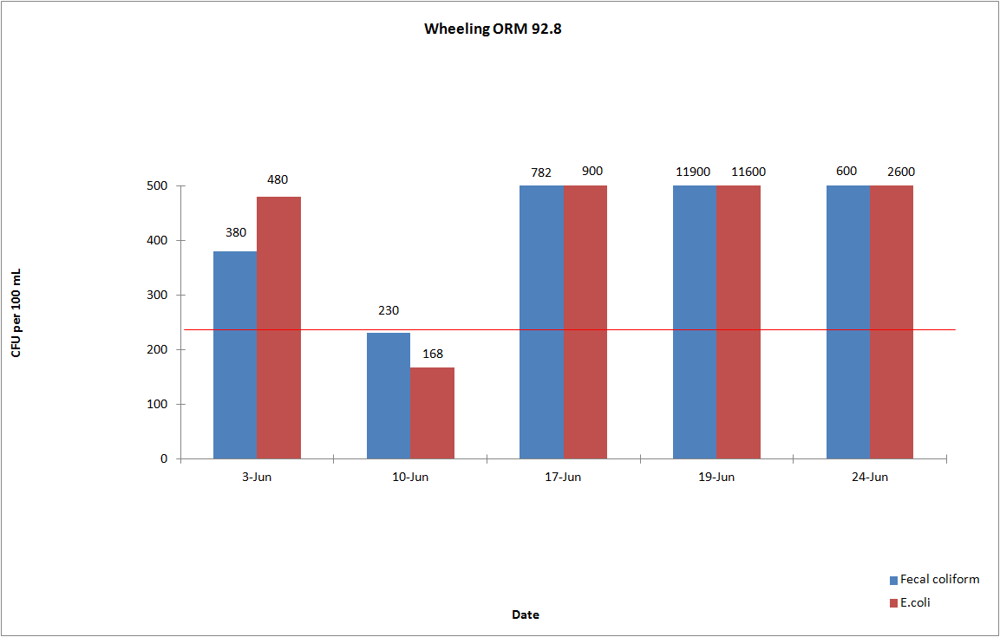 Wheeling ORM 92.8
CFU per 100 mL
500
400
300
200
100
0
380
480
230
168
782
900
11900
11600
600
2600
3-Jun
10-Jun
17-Jun
19-Jun
24-Jun
Date
Fecal coliform
E.coli